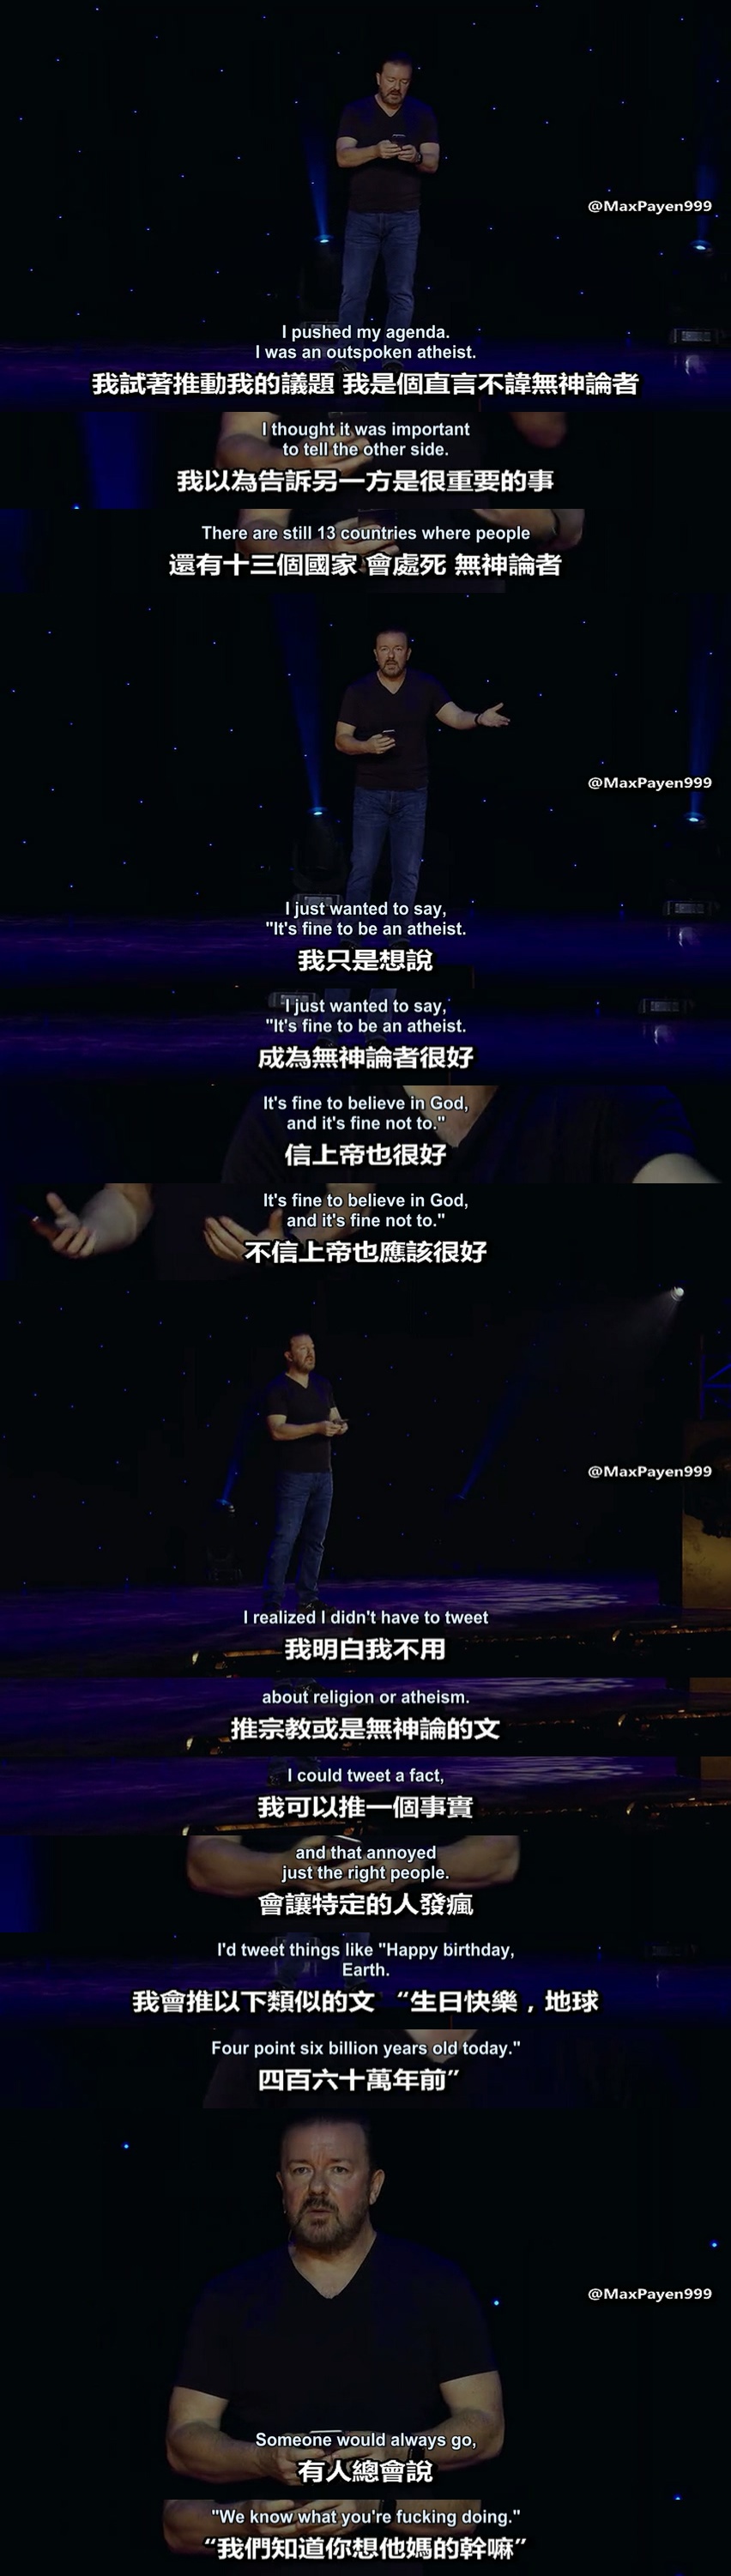 @MaxPayen999
I pushed my agenda.
I was an outspoken atheist.
我試著推動我的議題 我是個直言不諱無神論者
I thought it was important
to tell the other side.
我以為告訴另一方是很重要的事
There are still 13 countries where people
還有十三個國家 會處死 無神論者
@MaxPayen999
I just wanted to say,
"It's fine to be an atheist.
我只是想說
I just wanted to say,
"It's fine to be an atheist.
成為無神論者很好
It's fine to believe in God,
and it's fine not to."
信上帝也很好
It's fine to believe in God,
and it's fine not to."
不信上帝也應該很好
@MaxPayen999
I realized I didn't have to tweet
我明白我不用
about religion or atheism.
推宗教或是無神論的文
I could tweet a fact,
我可以推一個事實
and that annoyed
just the right people.
會讓特定的人發瘋
I'd tweet things like "Happy birthday,
Earth.
我會推以下類似的文 “生日快樂，地球
Four point six billion years old today."
四百六十萬年前”
@MaxPayen999
Someone would always go,
有人總會說
"We know what you're fucking doing."
“我們知道你想他媽的幹嘛”